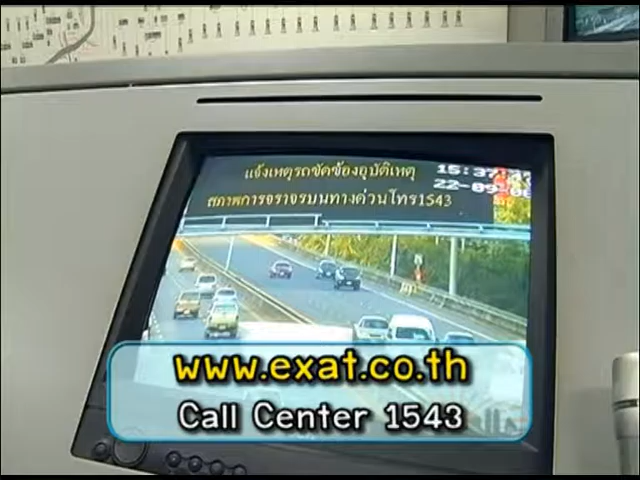 แจ้งเหตุรถขัดข้องอุบัติเหตุ
สภาพการจราจรบนทางด่วนโทร1543
www.exat.co.th
Call Center 1543